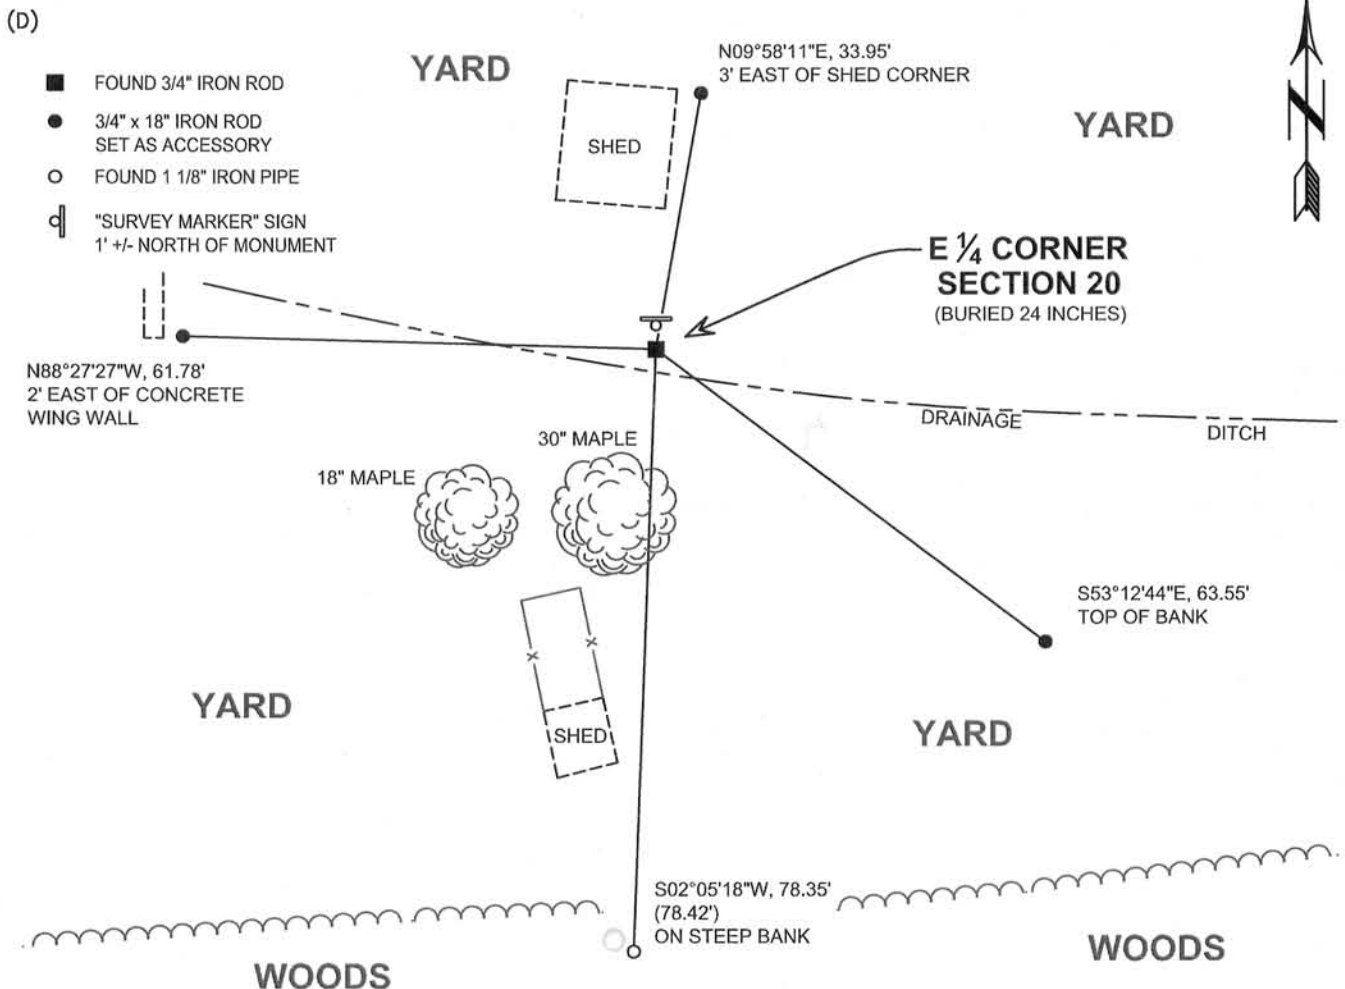 (D)
FOUND 3/4" IRON ROD
3/4" x 18" IRON ROD
SET AS ACCESSORY
FOUND 1 1/8" IRON PIPE
"SURVEY MARKER" SIGN
1' +/- NORTH OF MONUMENT
YARD
SHED
N09°58'11"E, 33.95'
3' EAST OF SHED CORNER
YARD
N
E 1/4 CORNER
SECTION 20
(BURIED 24 INCHES)
N88°27'27"W, 61.78'
2' EAST OF CONCRETE
WING WALL
DRAINAGE
DITCH
30" MAPLE
18" MAPLE
S53°12'44"E, 63.55'
TOP OF BANK
YARD
SHED
YARD
S02°05'18"W, 78.35'
(78.42')
ON STEEP BANK
WOODS
WOODS